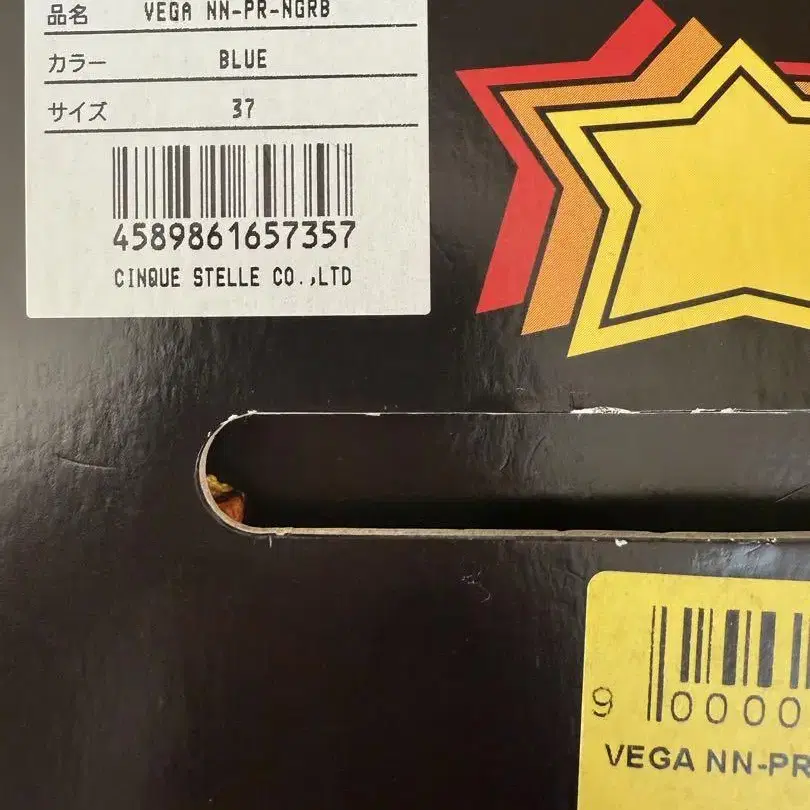 品名 VEGA NN-PR-NGRB
カラー BLUE
サイズ 37
4589861657357
CINQUE STELLE CO.,LTD
9 0000
VEGA NN-PR